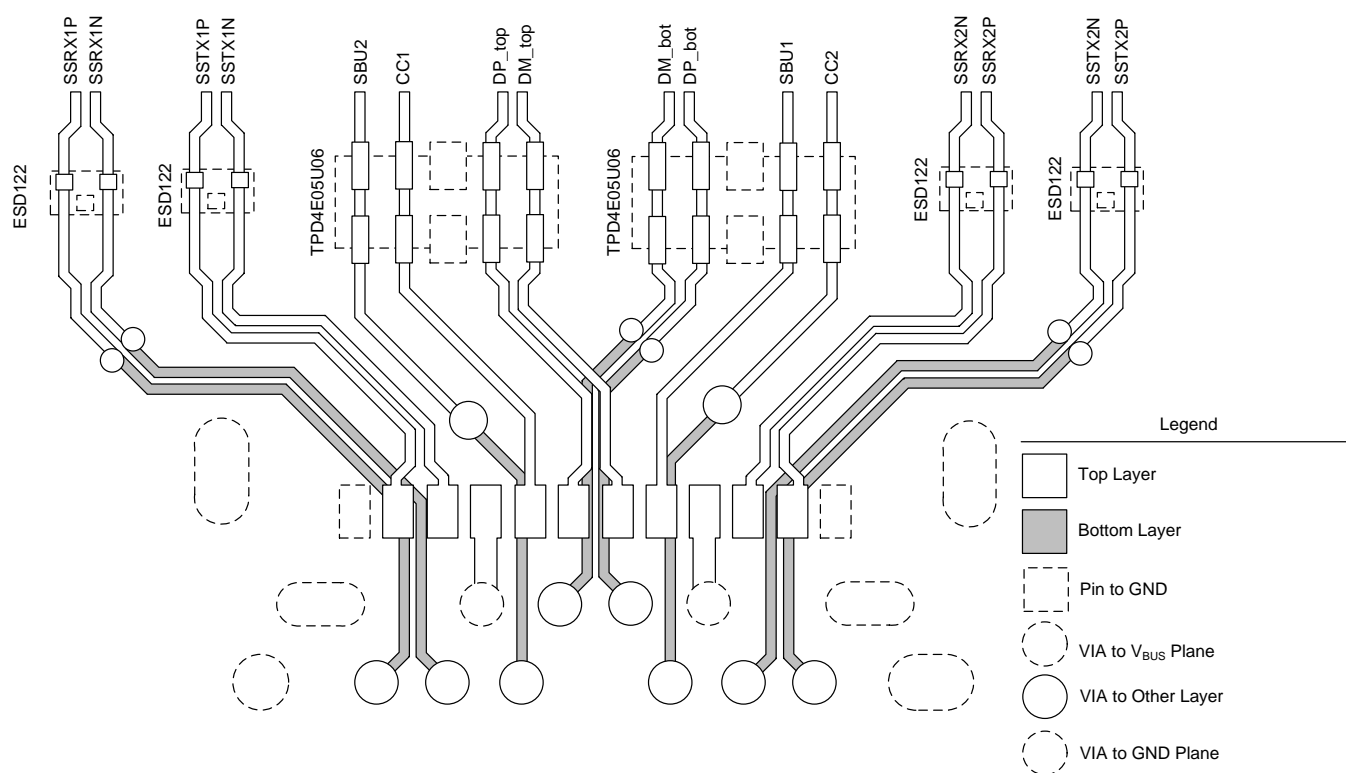 SSRX1P
SSRX1N
SSTX1P
SSTX1N
SBU2
CC1
DP_top
DM_top
DM_bot
DP_bot
SBU1
CC2
SSRX2N
SSRX2P
SSTX2N
SSTX2P
ESD122
ESD122
TPD4E05U06
TPD4E05U06
ESD122
ESD122
Legend
Top Layer
Bottom Layer
Pin to GND
VIA to VBUS Plane
VIA to Other Layer
VIA to GND Plane